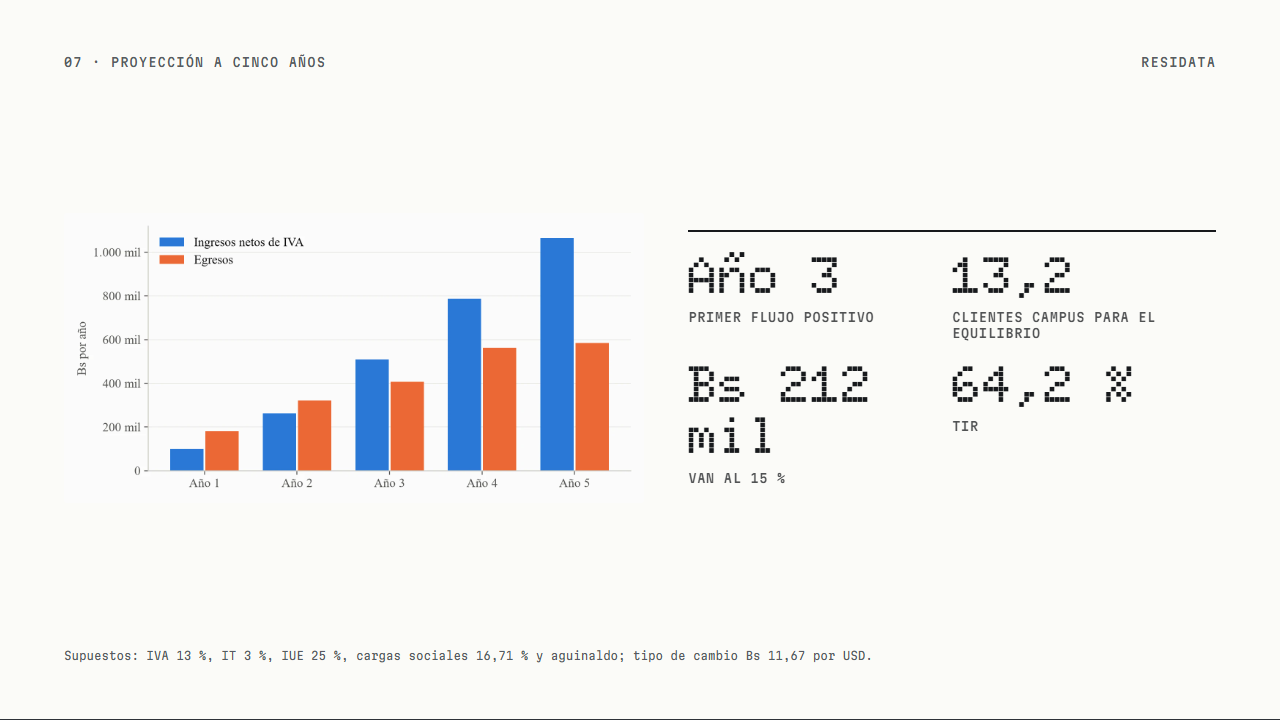 07 · PROYECCIÓN A CINCO AÑOS
RESIDATA
Ingresos netos de IVA
Egresos
Bs por año
1.000 mil
800 mil
600 mil
400 mil
200 mil
0
Año 1
Año 2
Año 3
Año 4
Año 5
Año 3
PRIMER FLUJO POSITIVO
13,2
CLIENTES CAMPUS PARA EL
EQUILIBRIO
Bs 212
mil
VAN AL 15 %
64,2 %
TIR
Supuestos: IVA 13 %, IT 3 %, IUE 25 %, cargas sociales 16,71 % y aguinaldo; tipo de cambio Bs 11,67 por USD.